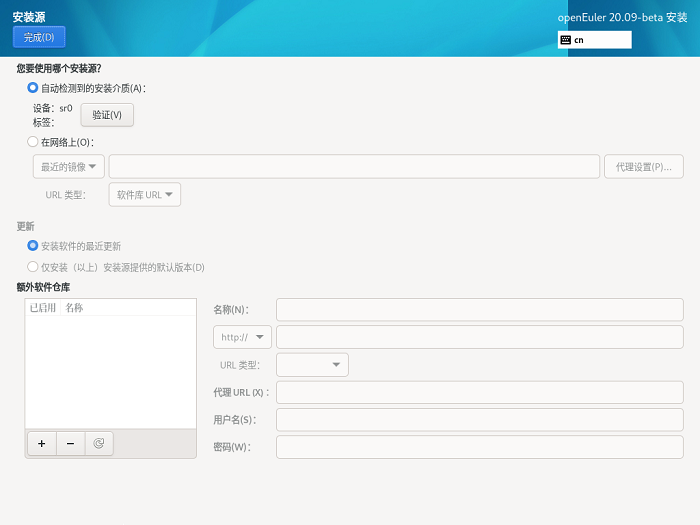 安装源
openEuler 20.09-beta 安装
完成(D)
cn
您要使用哪个安装源？
自动检测到的安装介质(A)：
设备：sr0
标签：
验证(V)
在网络上(O)：
最近的镜像
代理设置(P)...
URL 类型：
软件库 URL
更新
安装软件的最近更新
仅安装（以上）安装源提供的默认版本(D)
额外软件仓库
已启用 名称
名称(N)：
http://
URL 类型：
代理 URL (X)：
用户名(S)：
密码(W)：